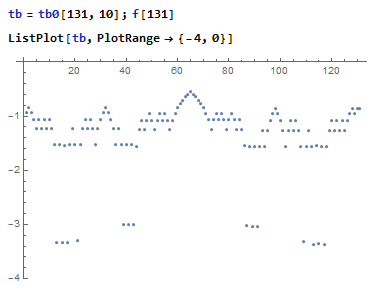 tb = tb0[131, 10]; f[131]
ListPlot[tb, PlotRange → {-4, 0}]
20 40 60 80 100 120
-1
-2
-3
-4